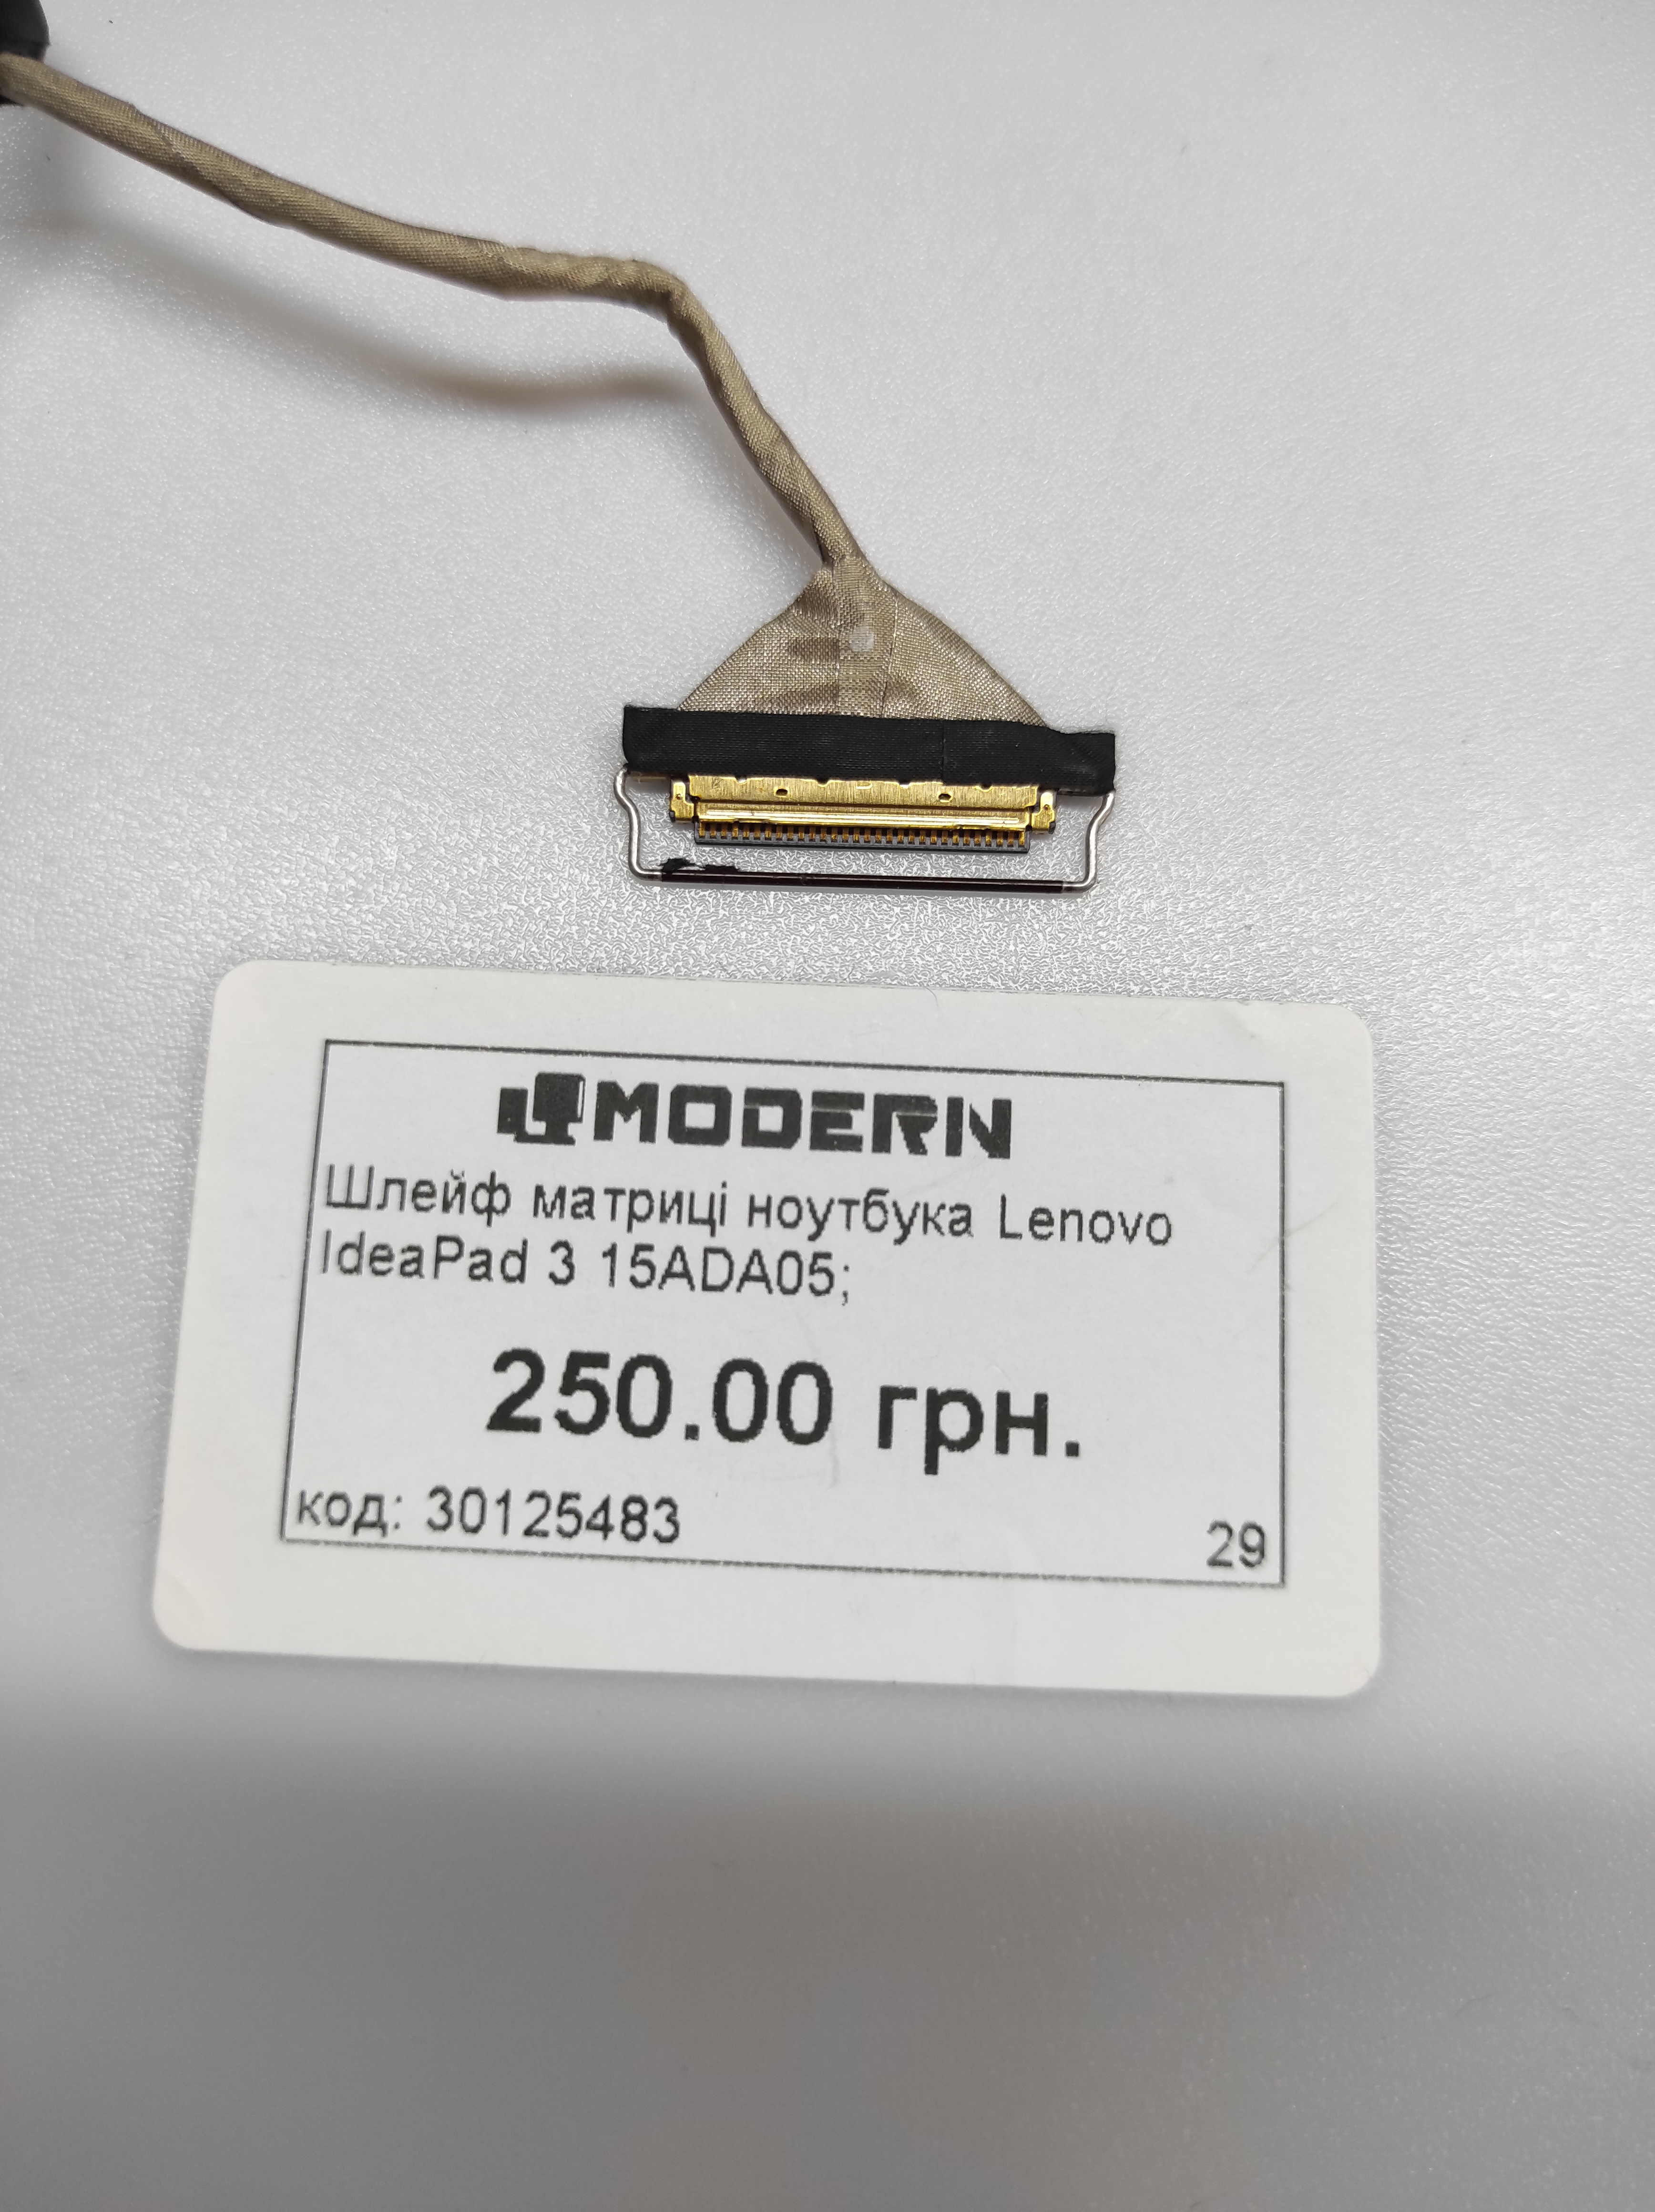 MODERN
Шлейф матриці ноутбука Lenovo
IdeaPad 3 15ADA05;
250.00 грн.
код: 30125483
29